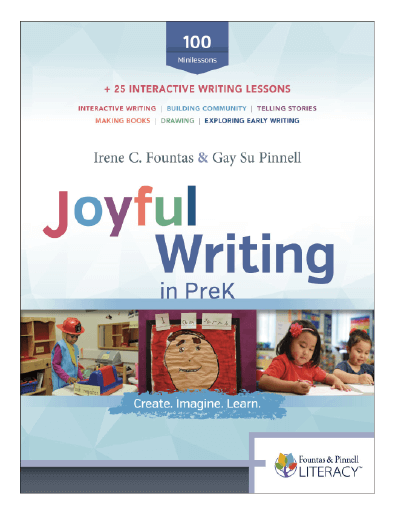 100
Minilessons
+ 25 INTERACTIVE WRITING LESSONS
INTERACTIVE WRITING | BUILDING COMMUNITY | TELLING STORIES
MAKING BOOKS | DRAWING | EXPLORING EARLY WRITING
Irene C. Fountas & Gay Su Pinnell
Joyful
Writing
in PreK
Create. Imagine. Learn.
Fountas & Pinnell
LITERACY™